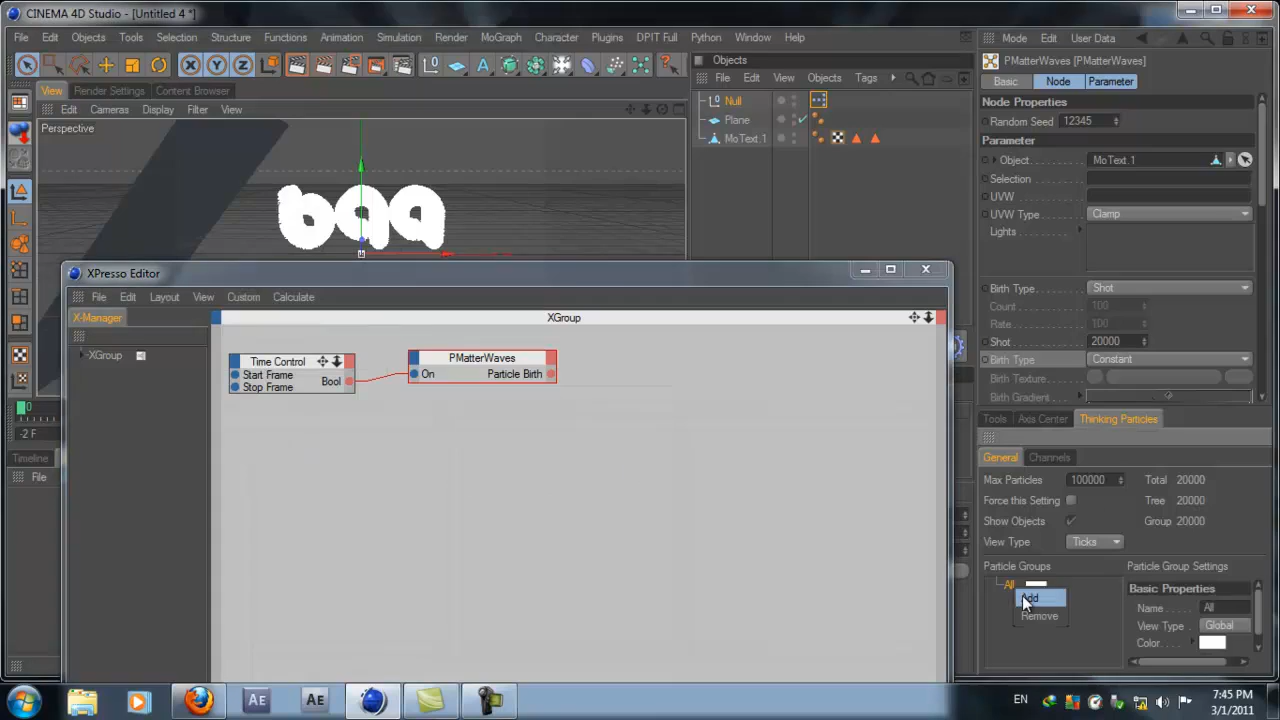 CINEMA 4D Studio - [Untitled 4 *]
File Edit Objects Tools Selection Structure Functions Animation Simulation Render MoGraph Character Plugins DPIT Full Python Window Help
View Render Settings Content Browser
Edit Cameras Display Filter View
Perspective
baa
Objects
File Edit View Objects Tags
Null
Plane
MoText.1
Mode Edit User Data
PMatterWaves [PMatterWaves]
Basic Node Parameter
Node Properties
Random Seed 12345
Parameter
Object MoText.1
Selection
UVW
UVW Type Clamp
Lights
Birth Type Shot
Count 100
Rate 100
Shot 20000
Birth Type Constant
Birth Texture
Birth Gradient
XPresso Editor
File Edit Layout View Custom Calculate
X-Manager
XGroup
XGroup
Time Control
Start Frame
Stop Frame
Bool
PMatterWaves
On Particle Birth
0
-2 F
Timeline
File
Tools Axis Center Thinking Particles
General Channels
Max Particles 100000 Total 20000
Force this Setting Tree 20000
Show Objects Group 20000
View Type Ticks
Particle Groups Particle Group Settings
All
Add
Remove
Basic Properties
Name All
View Type Global
Color
Ae Ae
EN
7:45 PM
3/1/2011